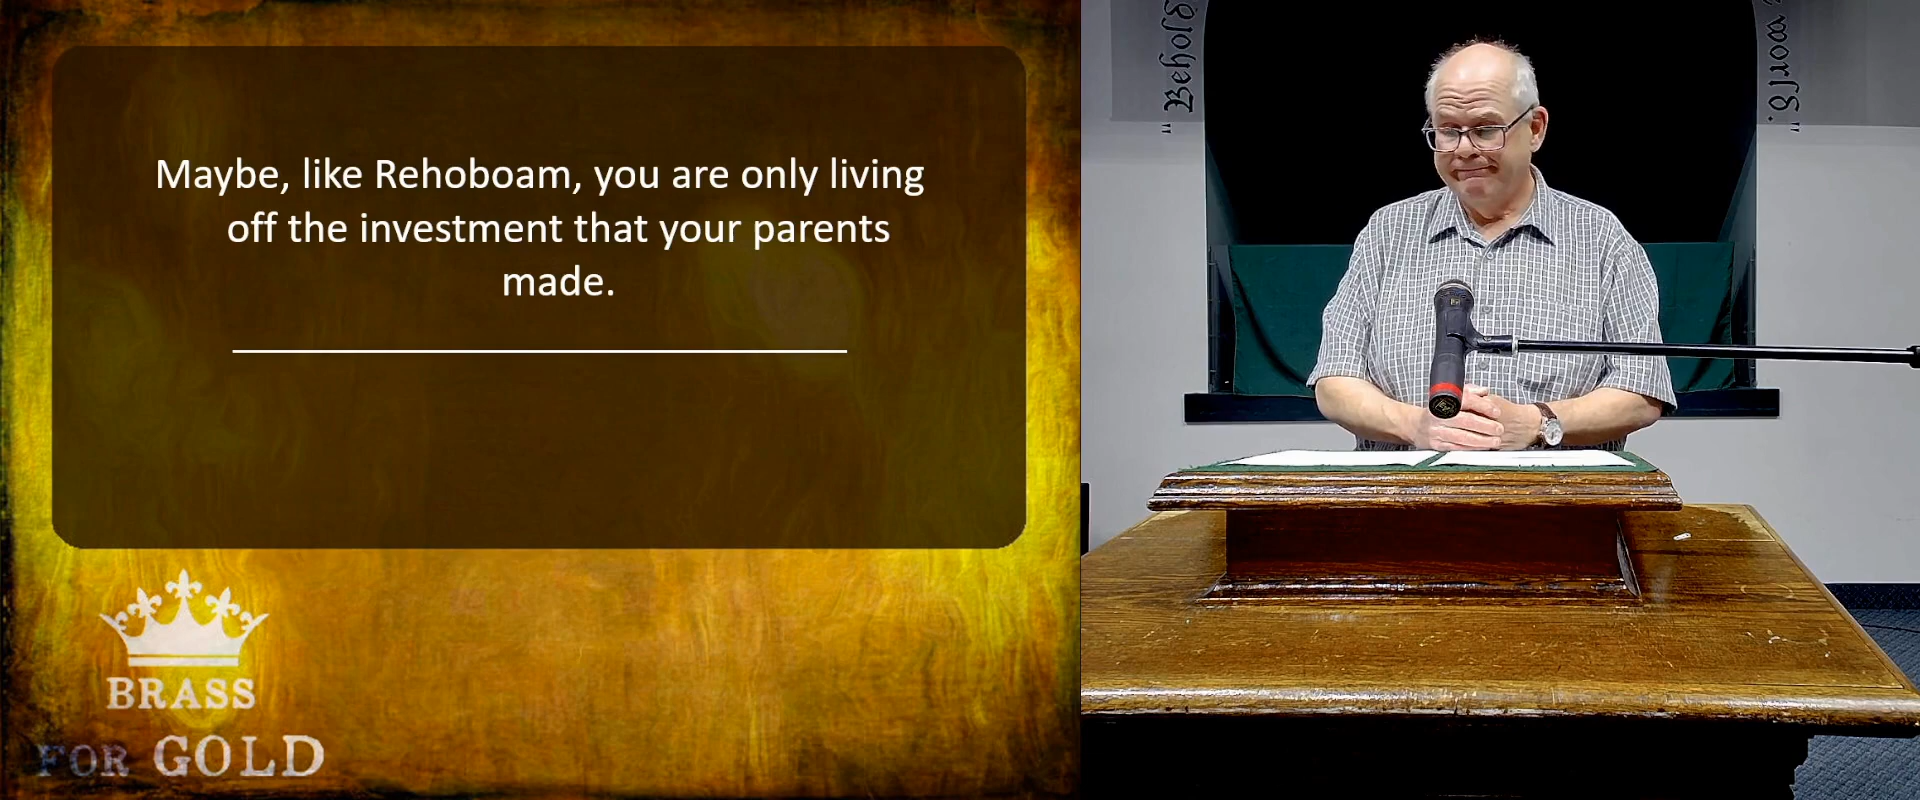 Maybe, like Rehoboam, you are only living
off the investment that your parents
made.
BRASS
FOR GOLD
"Behold
world."